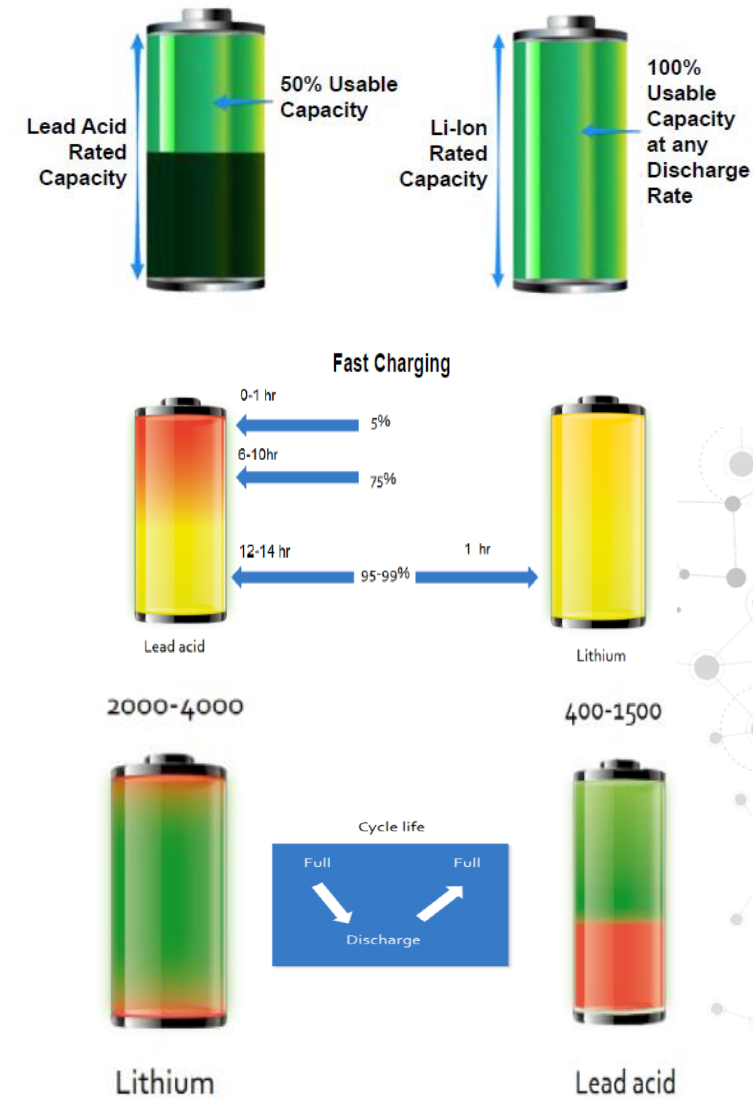 Lead Acid
Rated
Capacity
50% Usable
Capacity
Li-Ion
Rated
Capacity
100%
Usable
Capacity
at any
Discharge
Rate
Fast Charging
0-1 hr
5%
6-10hr
75%
12-14 hr
95-99%
1 hr
Lead acid
Lithium
2000-4000
400-1500
Cycle life
Full Full
Discharge
Lithium
Lead acid